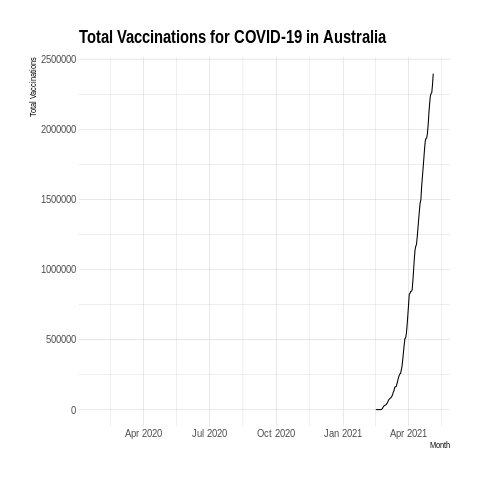 Total Vaccinations for COVID-19 in Australia
Total Vaccinations
2500000
2000000
1500000
1000000
500000
0
Apr 2020 Jul 2020 Oct 2020 Jan 2021 Apr 2021
Month